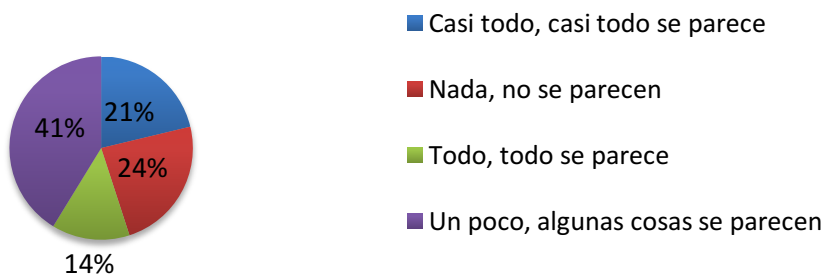 Casi todo, casi todo se parece
Nada, no se parecen
Todo, todo se parece
Un poco, algunas cosas se parecen
21%
24%
14%
41%